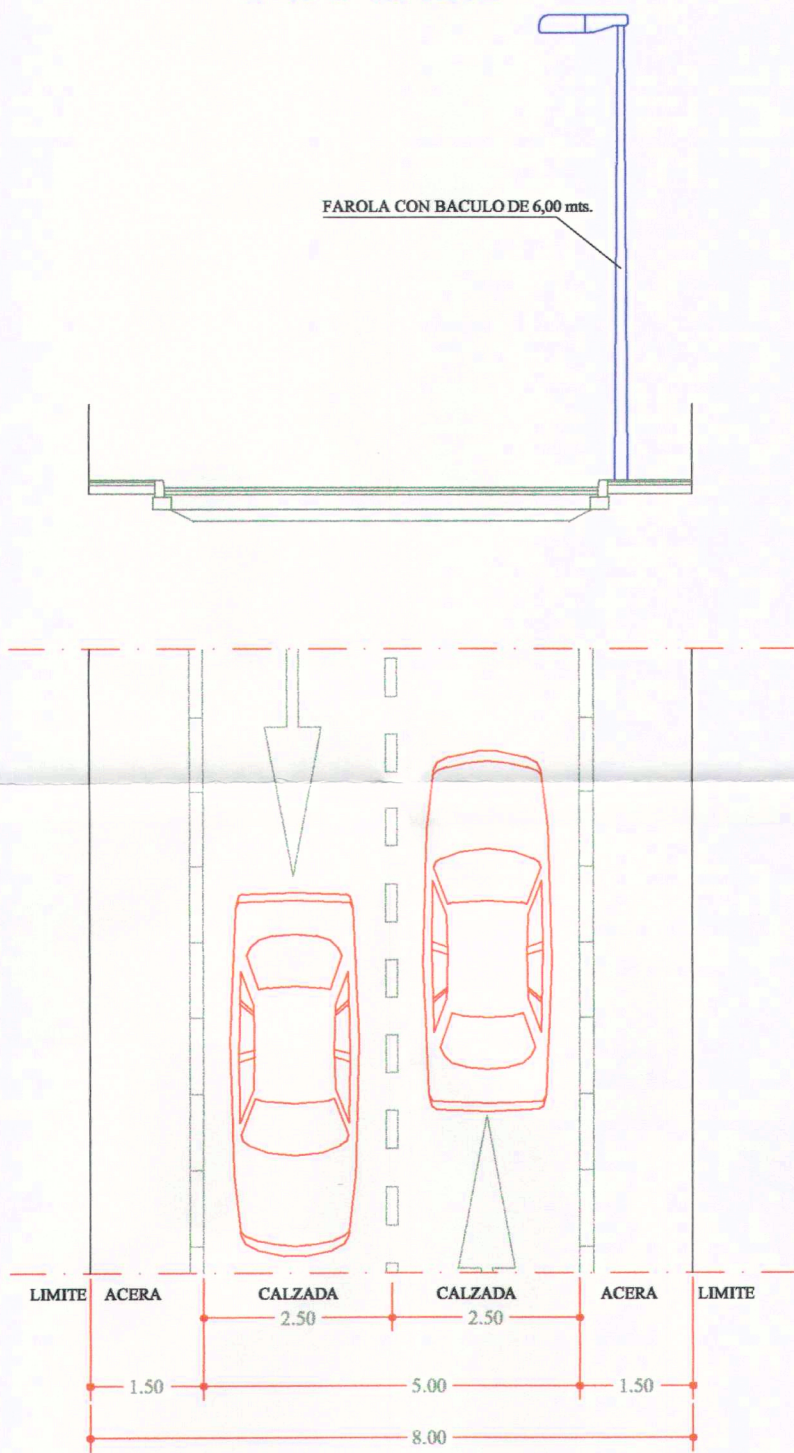 FAROLA CON BACULO DE 6,00 mts.
LIMITE ACERA CALZADA CALZADA ACERA LIMITE
2.50 2.50
1.50 5.00 1.50
8.00